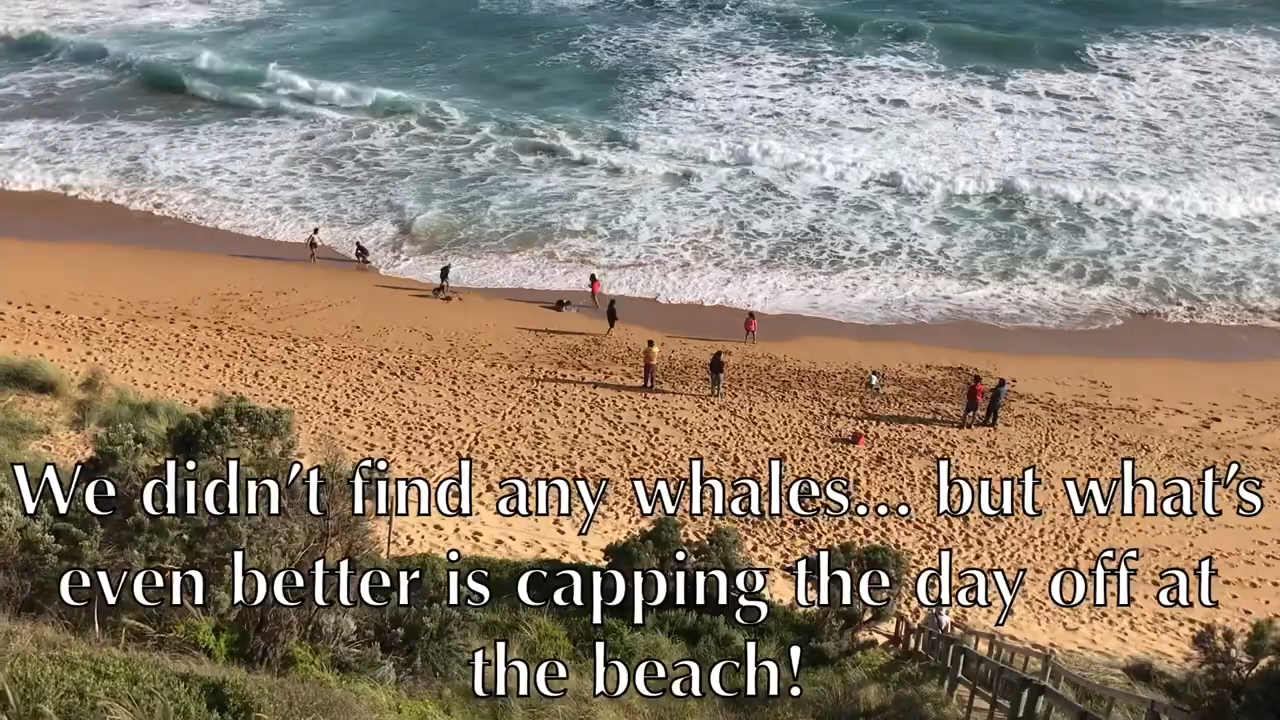 We didn’t find any whales... but what’s
even better is capping the day off at
the beach!